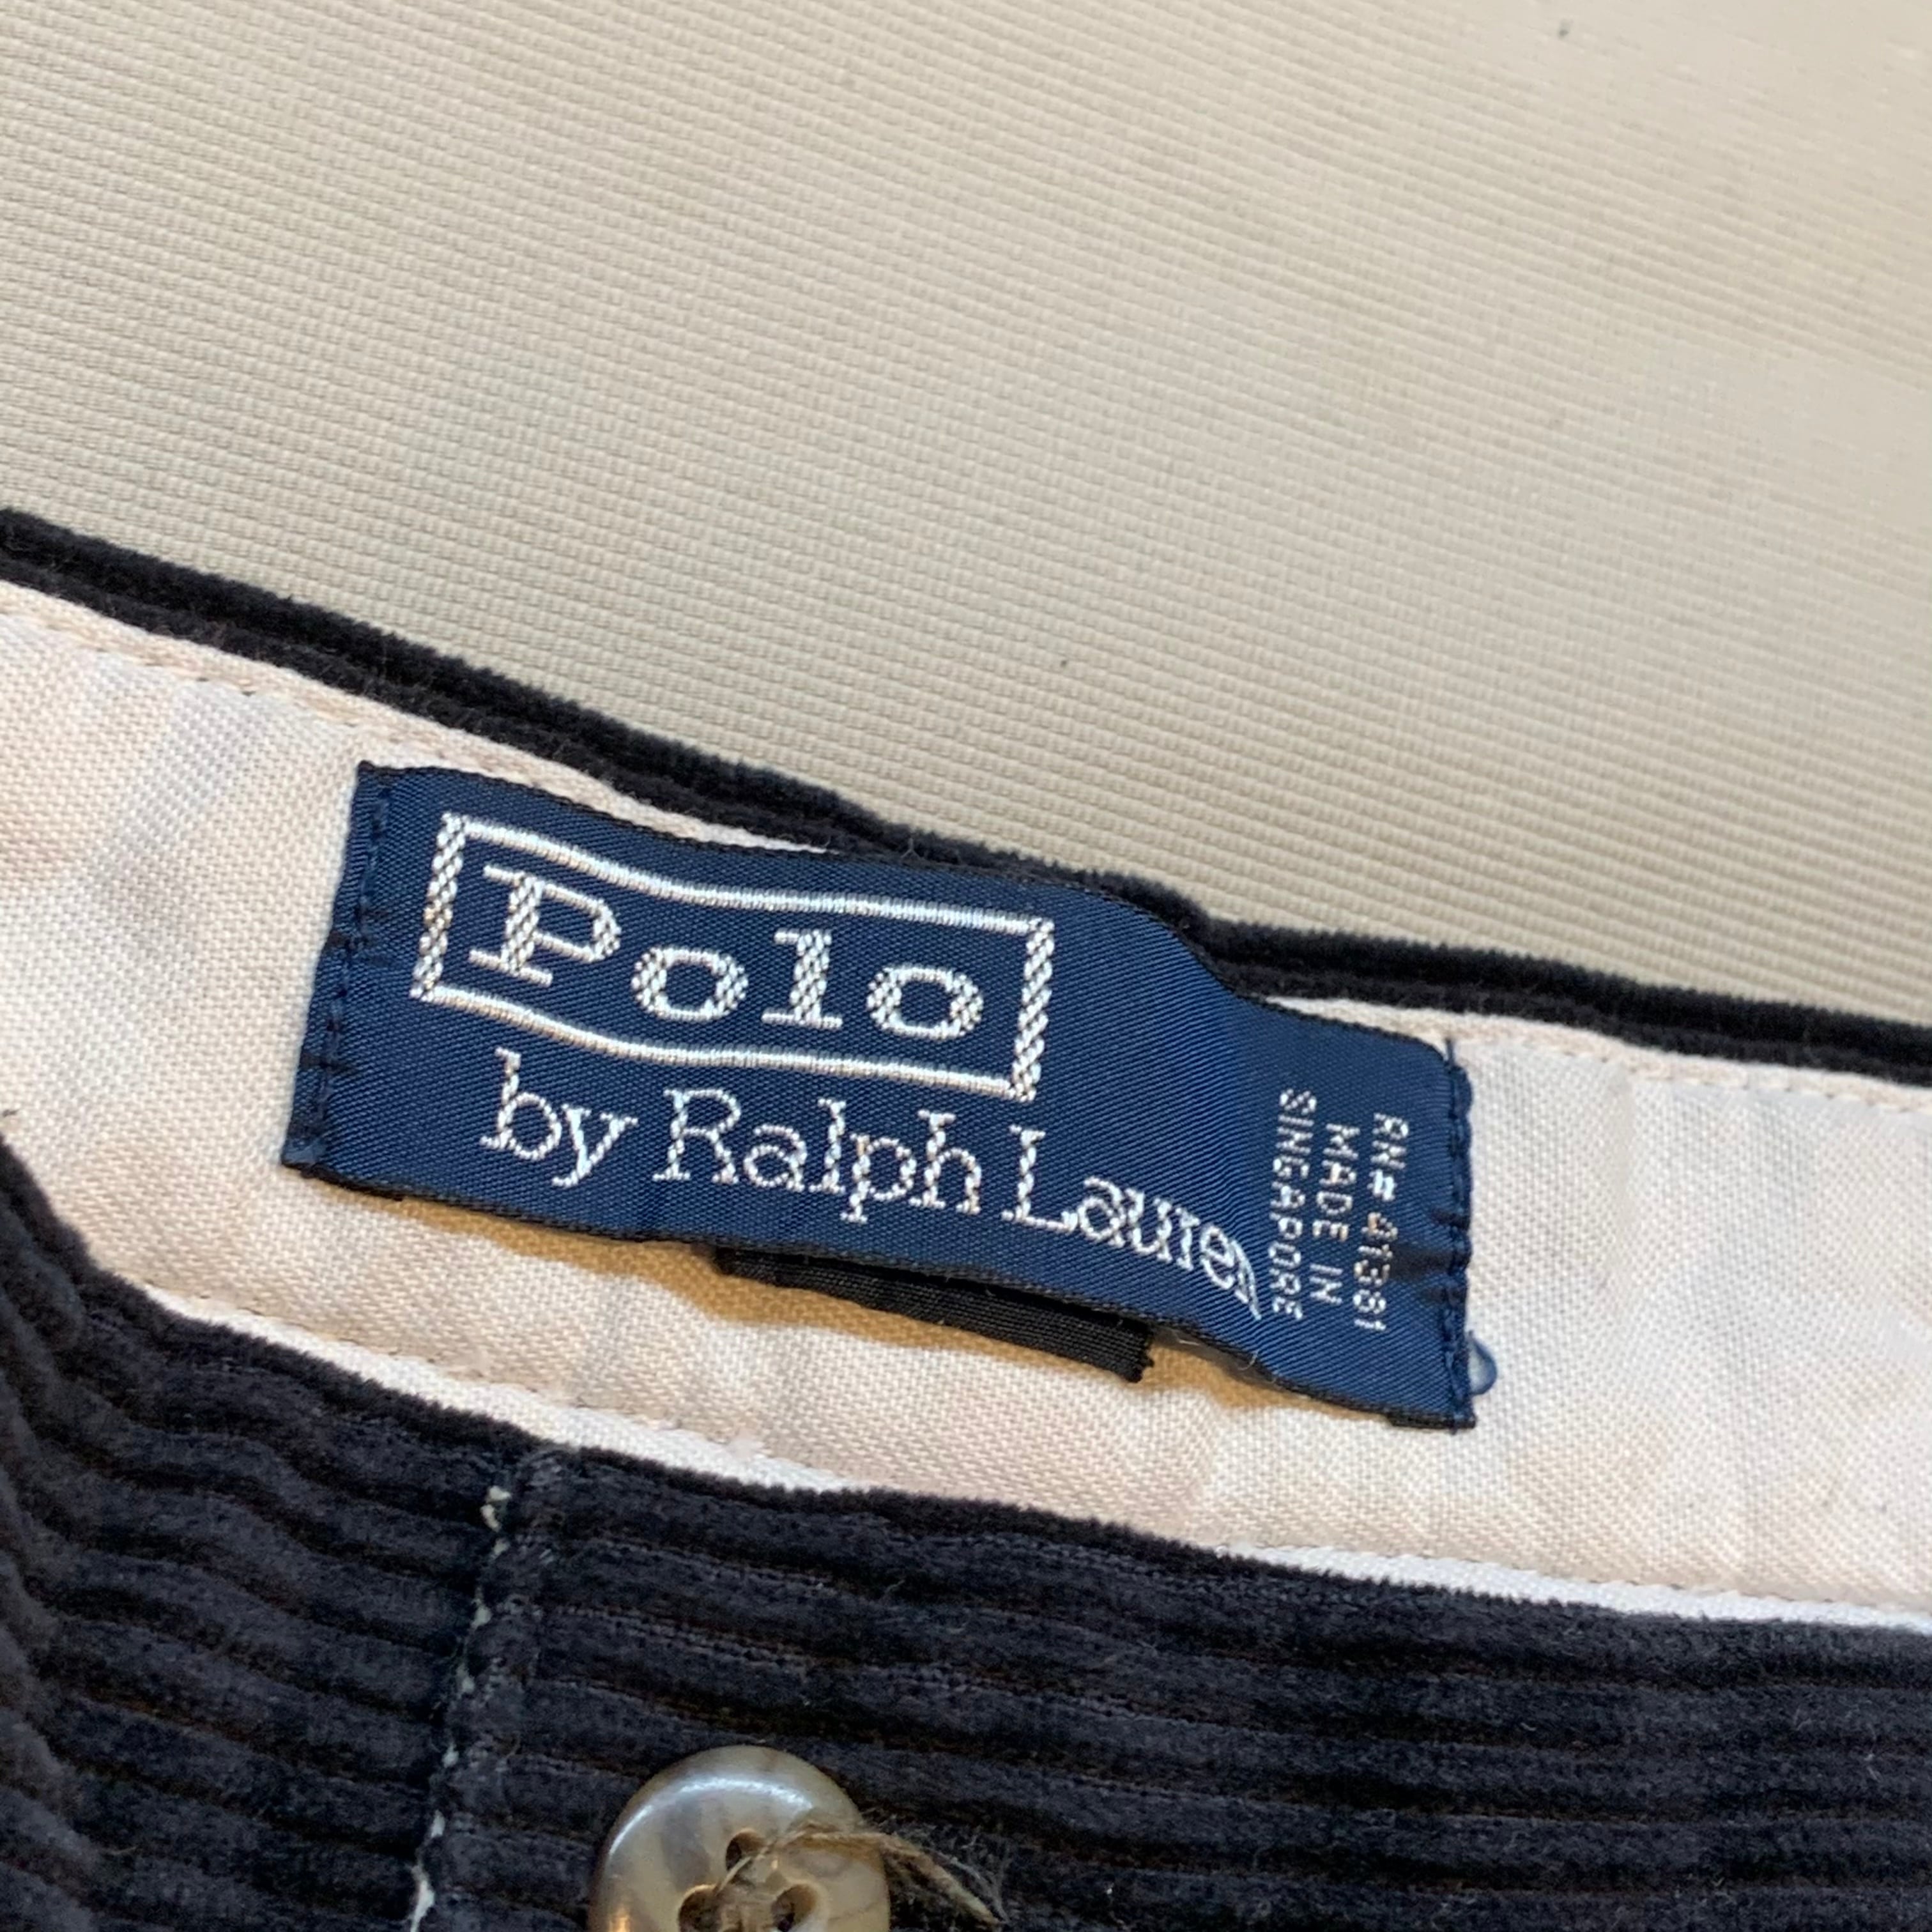 Polo
by Ralph Lauren
RN# 41381
MADE IN
SINGAPORE